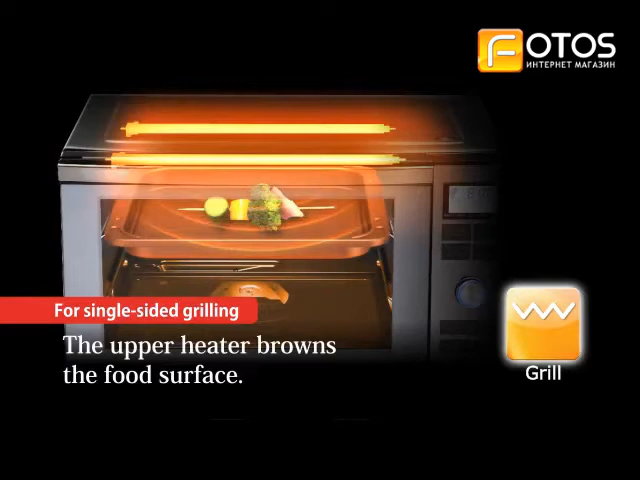 FOTOS
ИНТЕРНЕТ МАГАЗИН
For single-sided grilling
The upper heater browns
the food surface.
Grill